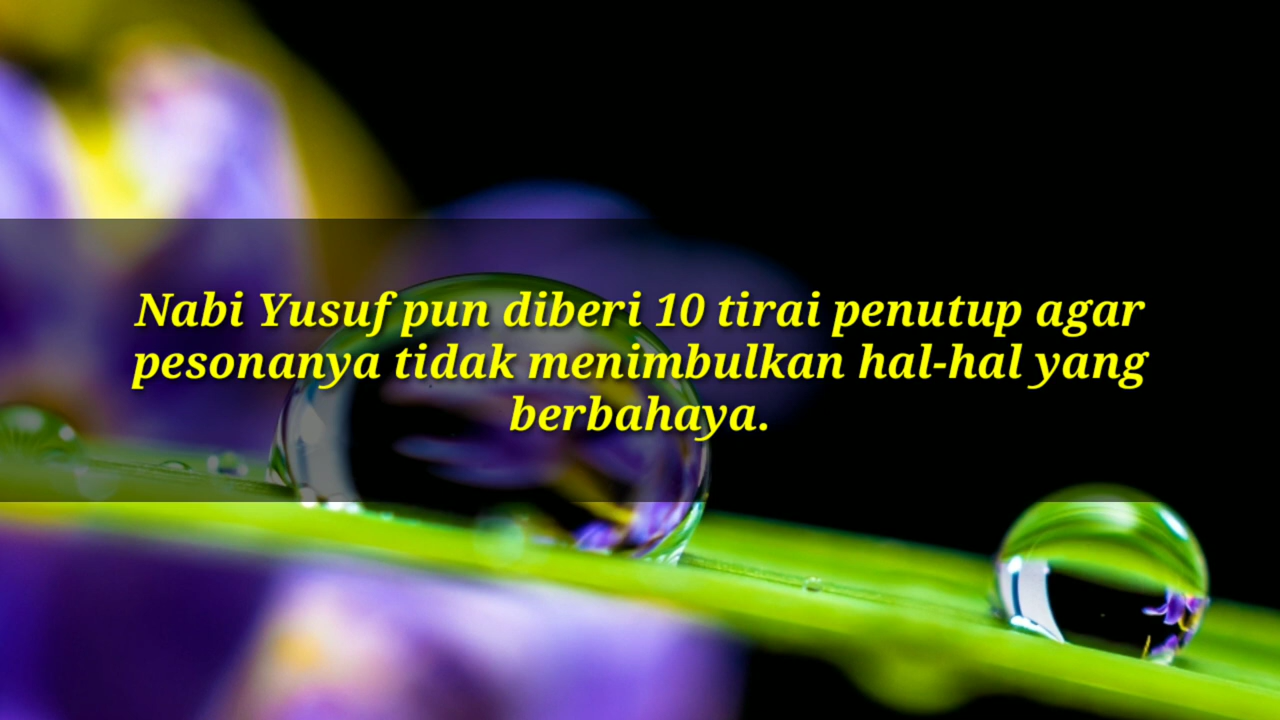 Nabi Yusuf pun diberi 10 tirai penutup agar
pesonanya tidak menimbulkan hal-hal yang
berbahaya.